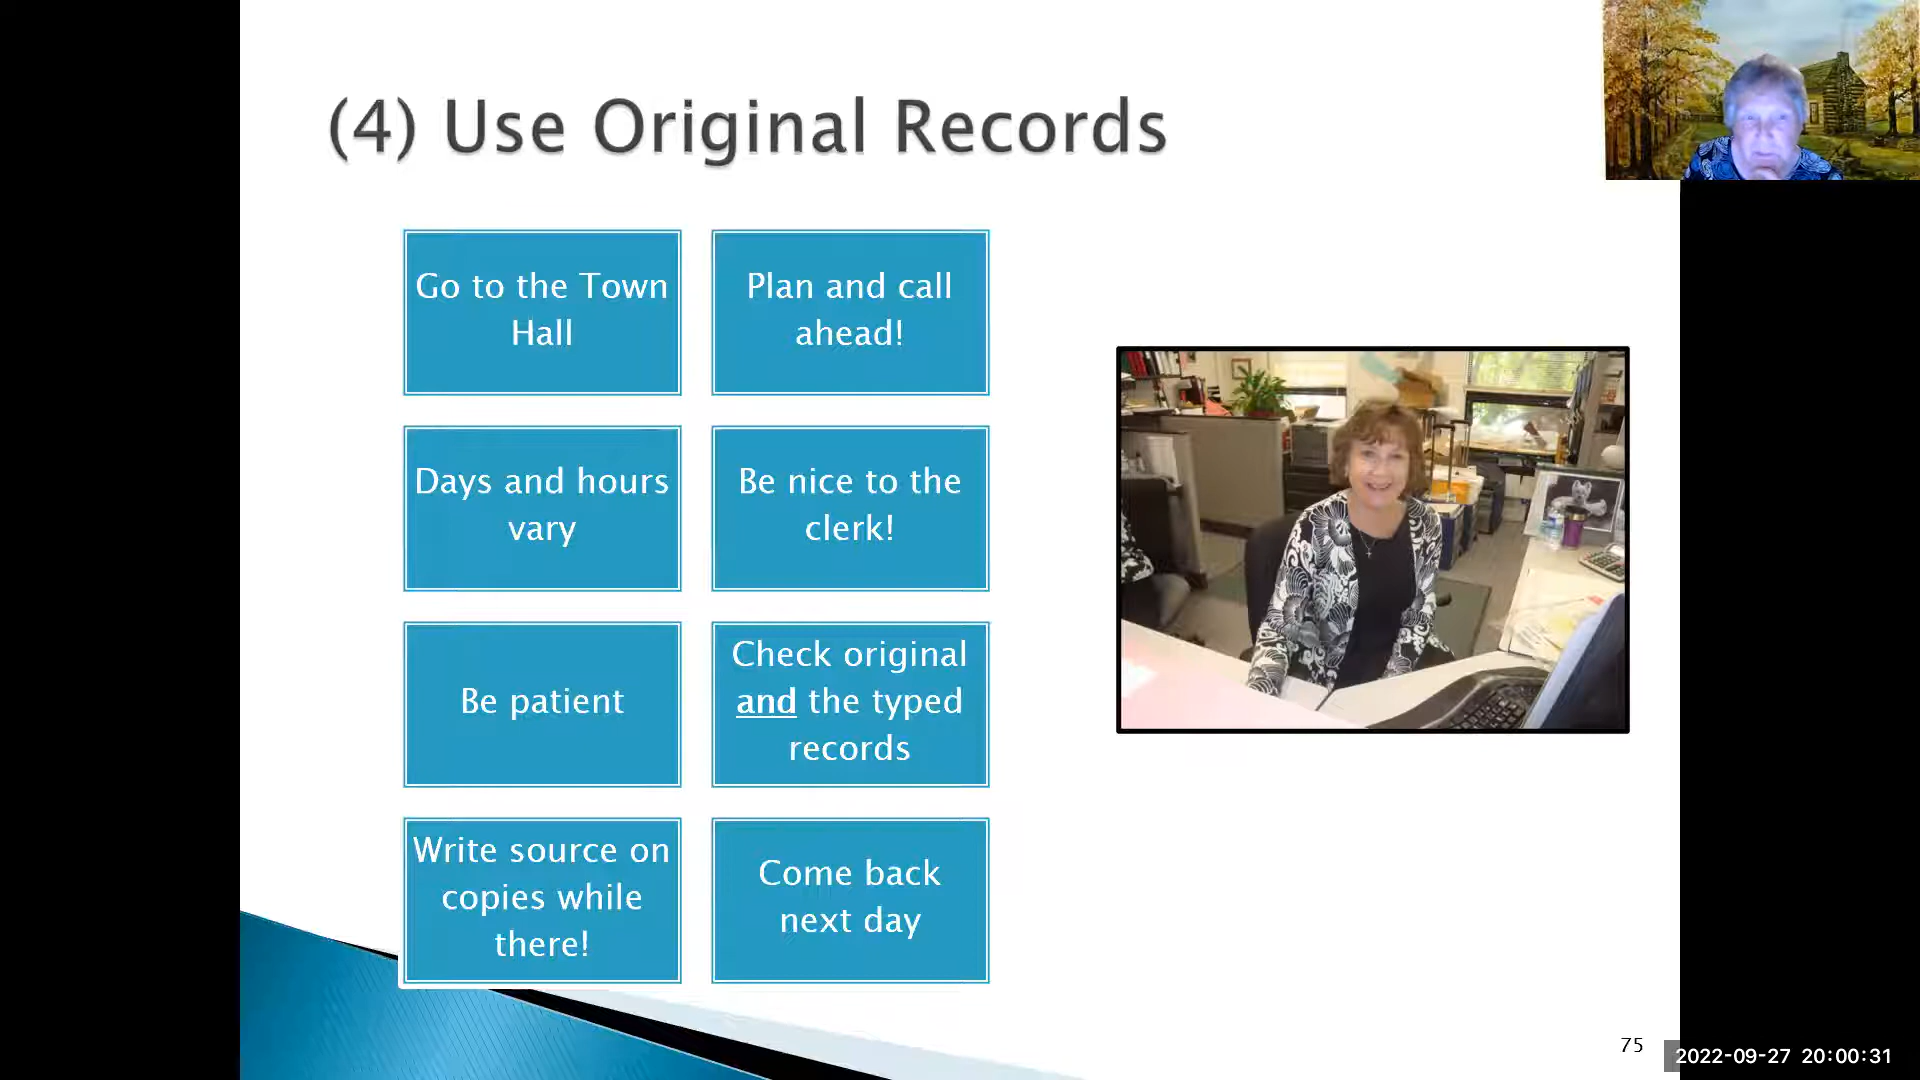 (4) Use Original Records
Go to the Town
Hall
Plan and call
ahead!
Days and hours
vary
Be nice to the
clerk!
Be patient
Check original
and the typed
records
Write source on
copies while
there!
Come back
next day
75
2022-09-27 20:00:31